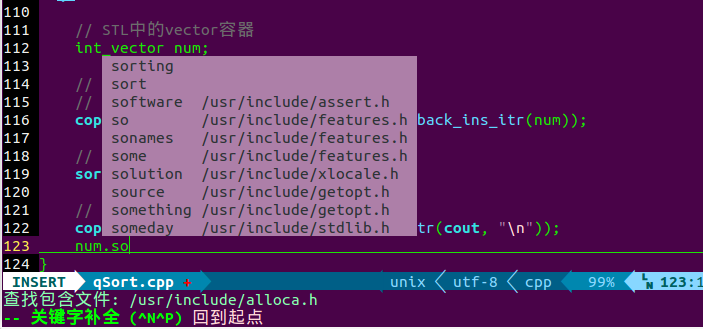 110
111 // STL中的vector容器
112 int_vector num;
113 sorting
114 // sort
115 // software /usr/include/assert.h
116 cop so /usr/include/features.h back_ins_itr(num));
117 sonames /usr/include/features.h
118 // some /usr/include/features.h
119 sor solution /usr/include/xlocale.h
120 source /usr/include/getopt.h
121 // something /usr/include/getopt.h
122 cop someday /usr/include/stdlib.h tr(cout, "\n"));
123 num.so
124 }
INSERT qSort.cpp + unix utf-8 cpp 99% LN 123:1
查找包含文件: /usr/include/alloca.h
-- 关键字补全 (^N^P) 回到起点